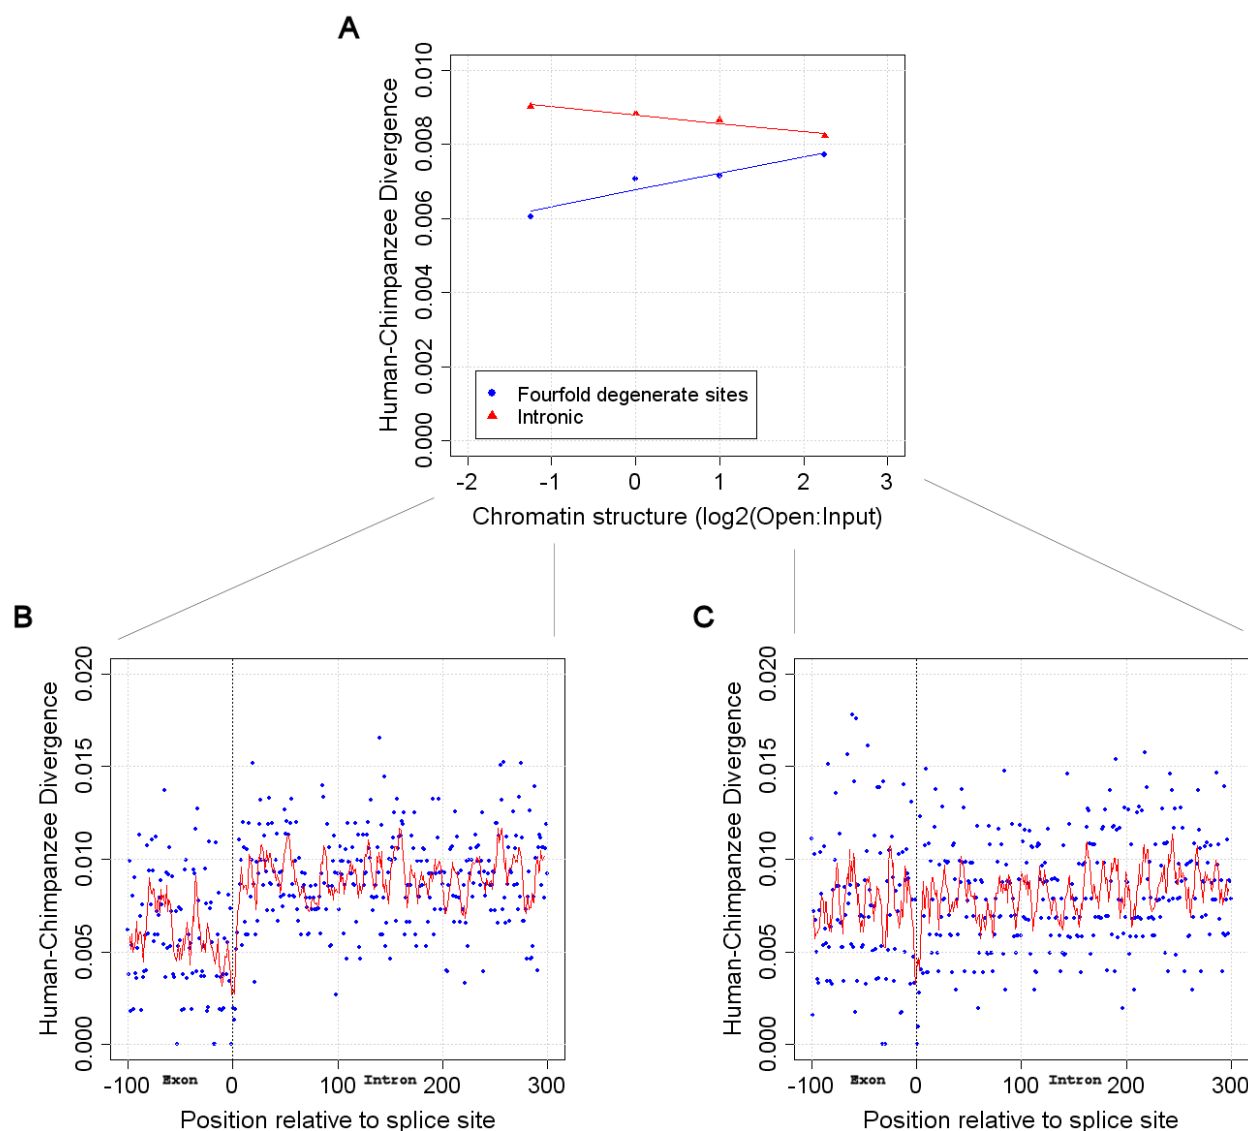 A
Human-Chimpanzee Divergence
0.010
0.008
0.006
0.004
0.002
0.000
Fourfold degenerate sites
Intronic
-2 -1 0 1 2 3
Chromatin structure (log2(Open:Input)
B
Human-Chimpanzee Divergence
0.020
0.015
0.010
0.005
0.000
-100 Exon 0 100 Intron 200 300
Position relative to splice site
C
Human-Chimpanzee Divergence
0.020
0.015
0.010
0.005
0.000
-100 Exon 0 100 Intron 200 300
Position relative to splice site